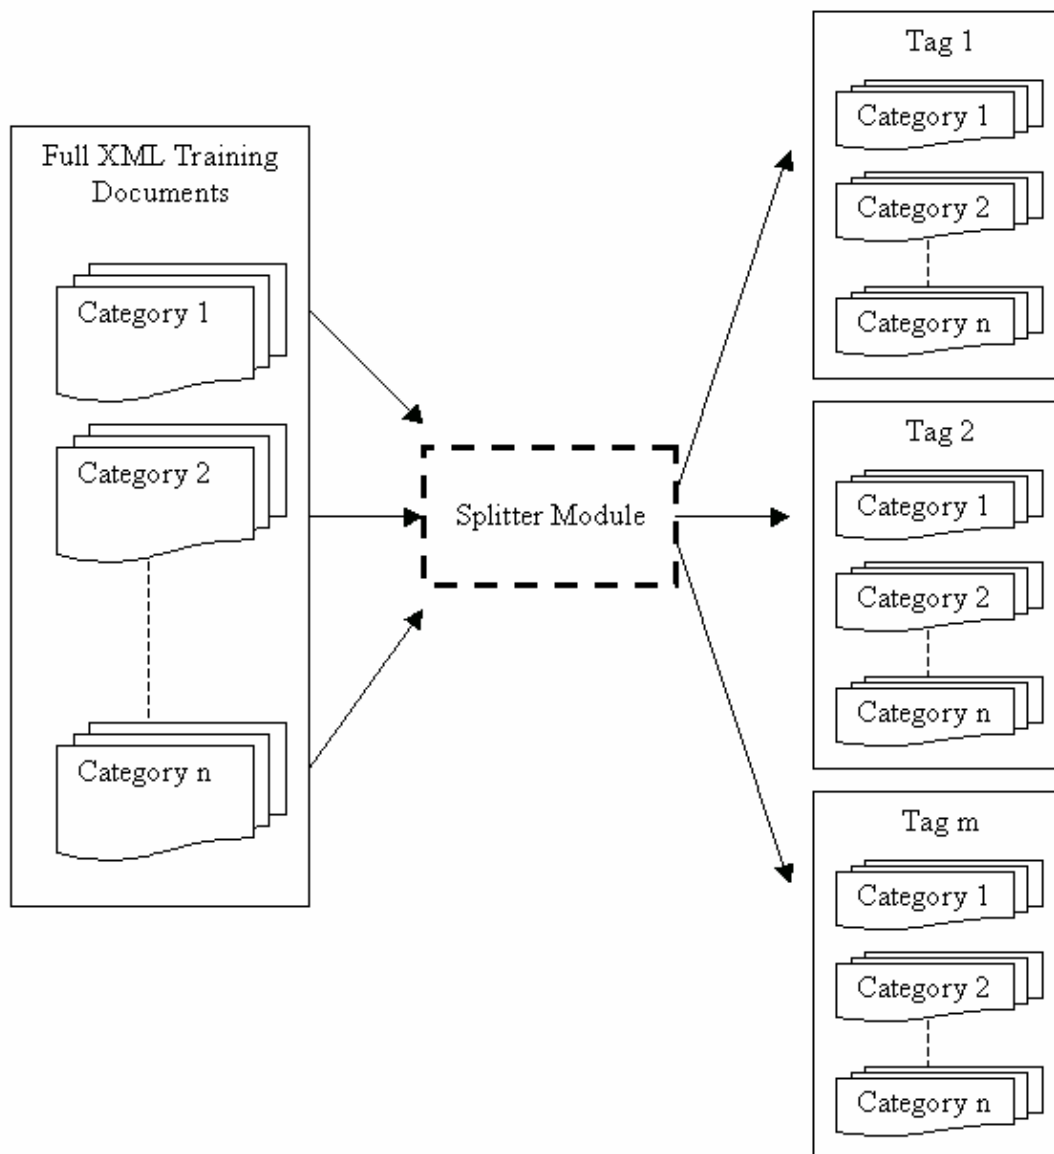 Full XML Training
Documents
Category 1
Category 2
Category n
Splitter Module
Tag 1
Category 1
Category 2
Category n
Tag 2
Category 1
Category 2
Category n
Tag m
Category 1
Category 2
Category n